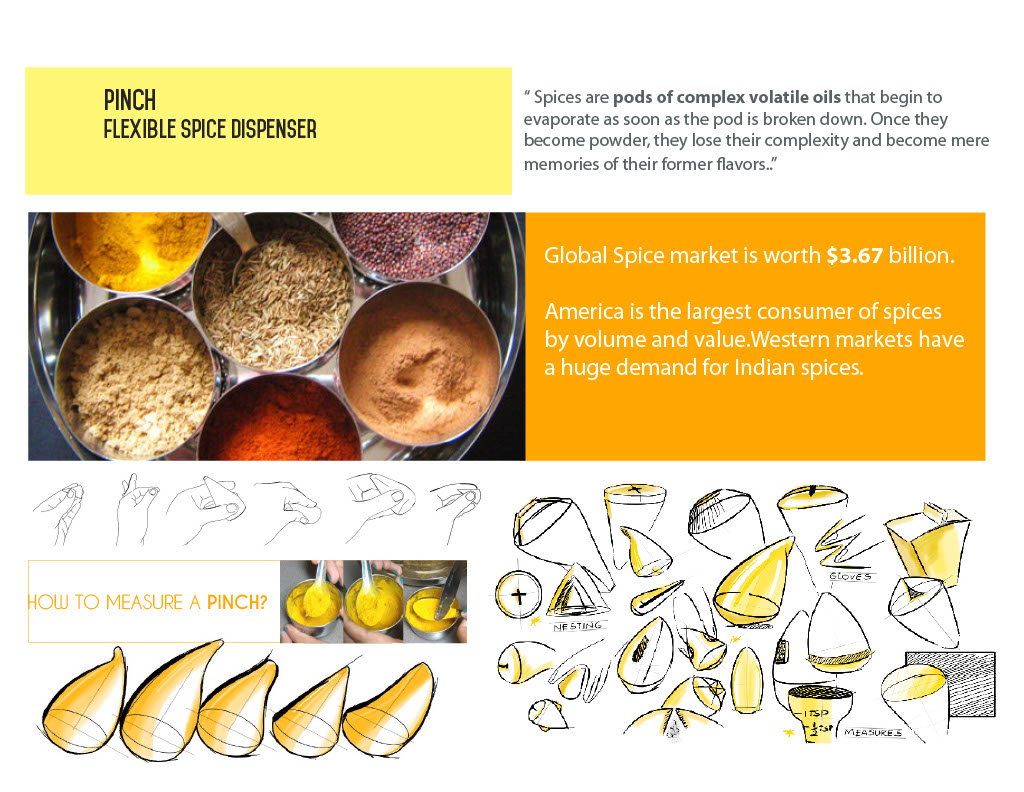 PINCH
FLEXIBLE SPICE DISPENSER
“ Spices are pods of complex volatile oils that begin to
evaporate as soon as the pod is broken down. Once they
become powder, they lose their complexity and become mere
memories of their former flavors..”
Global Spice market is worth $3.67 billion.
America is the largest consumer of spices
by volume and value.Western markets have
a huge demand for Indian spices.
HOW TO MEASURE A PINCH?
GLOVES
NESTING
1 TSP
1/2 TSP
MEASURES